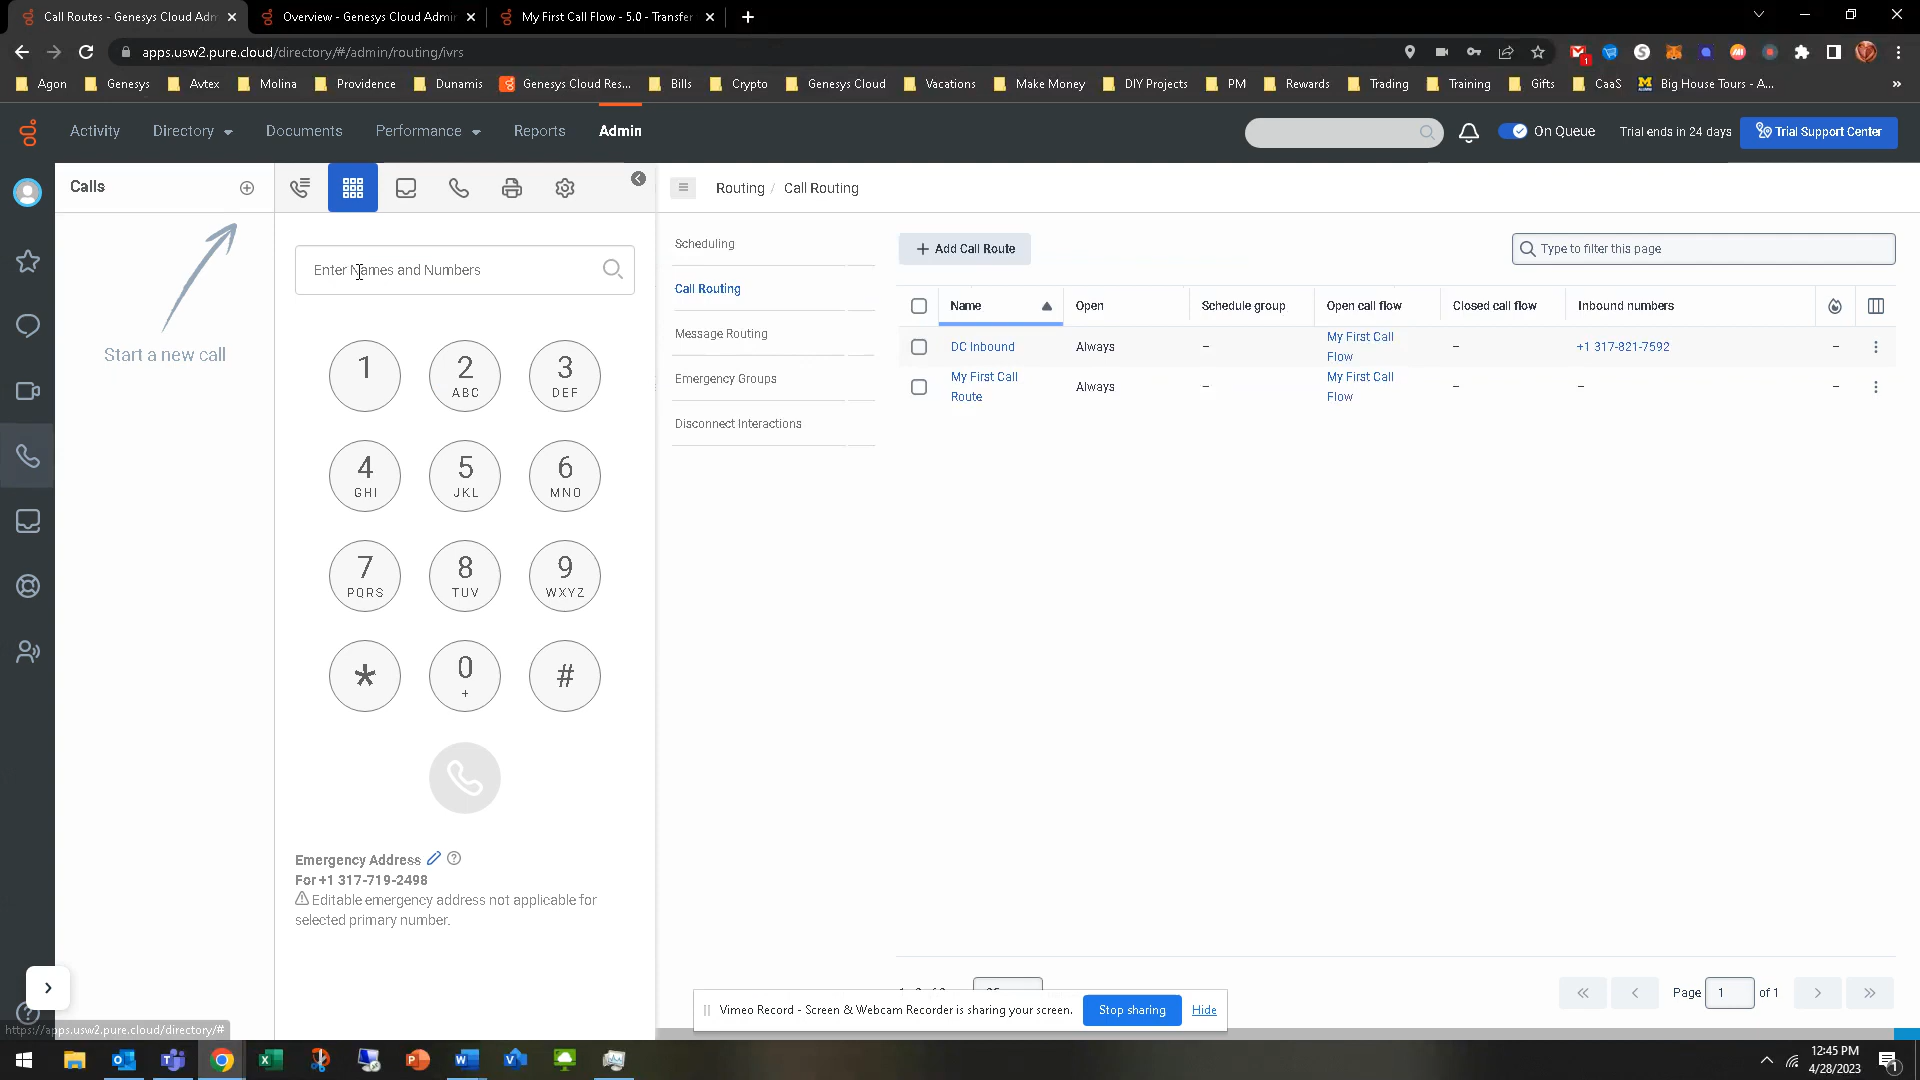 Call Routes - Genesys Cloud Adm
Overview - Genesys Cloud Admin
My First Call Flow - 5.0 - Transfer
apps.usw2.pure.cloud/directory/#/admin/routing/ivrs
Agon
Genesys
Avtex
Molina
Providence
Dunamis
Genesys Cloud Res...
Bills
Crypto
Genesys Cloud
Vacations
Make Money
DIY Projects
PM
Rewards
Trading
Training
Gifts
CaaS
Big House Tours - A...
»
Activity
Directory
Documents
Performance
Reports
Admin
On Queue
Trial ends in 24 days
Trial Support Center
Calls
Start a new call
Enter Names and Numbers
1
2
ABC
3
DEF
4
GHI
5
JKL
6
MNO
7
PQRS
8
TUV
9
WXYZ
*
0
+
#
Emergency Address
For +1 317-719-2498
Editable emergency address not applicable for
selected primary number.
Routing / Call Routing
Scheduling
Call Routing
Message Routing
Emergency Groups
Disconnect Interactions
+ Add Call Route
Type to filter this page
Name
Open
Schedule group
Open call flow
Closed call flow
Inbound numbers
DC Inbound
Always
–
My First Call
Flow
–
+1 317-821-7592
–
My First Call
Route
Always
–
My First Call
Flow
–
–
–
Page 1 of 1
Vimeo Record - Screen & Webcam Recorder is sharing your screen.
Stop sharing
Hide
https://apps.usw2.pure.cloud/directory/#
12:45 PM
4/28/2023